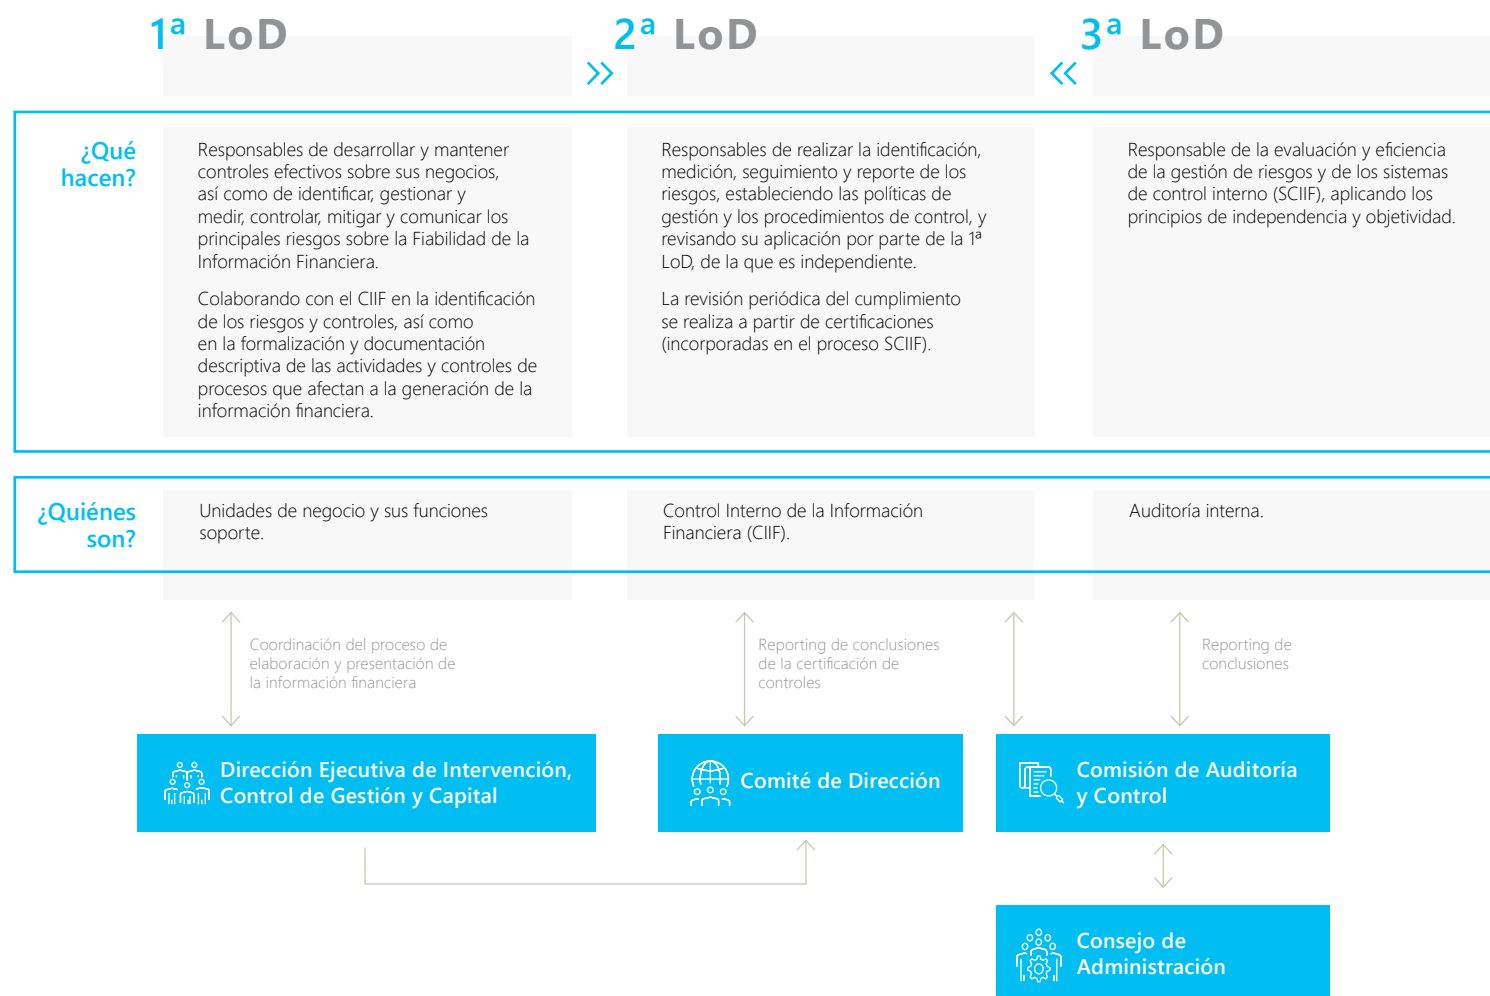 1ª LoD
2ª LoD
3ª LoD
¿Qué
hacen?
Responsables de desarrollar y mantener
controles efectivos sobre sus negocios,
así como de identificar, gestionar y
medir, controlar, mitigar y comunicar los
principales riesgos sobre la Fiabilidad de la
Información Financiera.
Colaborando con el CIIF en la identificación
de los riesgos y controles, así como
en la formalización y documentación
descriptiva de las actividades y controles de
procesos que afectan a la generación de la
información financiera.
Responsables de realizar la identificación,
medición, seguimiento y reporte de los
riesgos, estableciendo las políticas de
gestión y los procedimientos de control, y
revisando su aplicación por parte de la 1ª
LoD, de la que es independiente.
La revisión periódica del cumplimiento
se realiza a partir de certificaciones
(incorporadas en el proceso SCIIF).
Responsable de la evaluación y eficiencia
de la gestión de riesgos y de los sistemas
de control interno (SCIIF), aplicando los
principios de independencia y objetividad.
¿Quiénes
son?
Unidades de negocio y sus funciones
soporte.
Control Interno de la Información
Financiera (CIIF).
Auditoría interna.
Coordinación del proceso de
elaboración y presentación de
la información financiera
Reporting de conclusiones
de la certificación de
controles
Reporting de
conclusiones
Dirección Ejecutiva de Intervención,
Control de Gestión y Capital
Comité de Dirección
Comisión de Auditoría
y Control
Consejo de
Administración